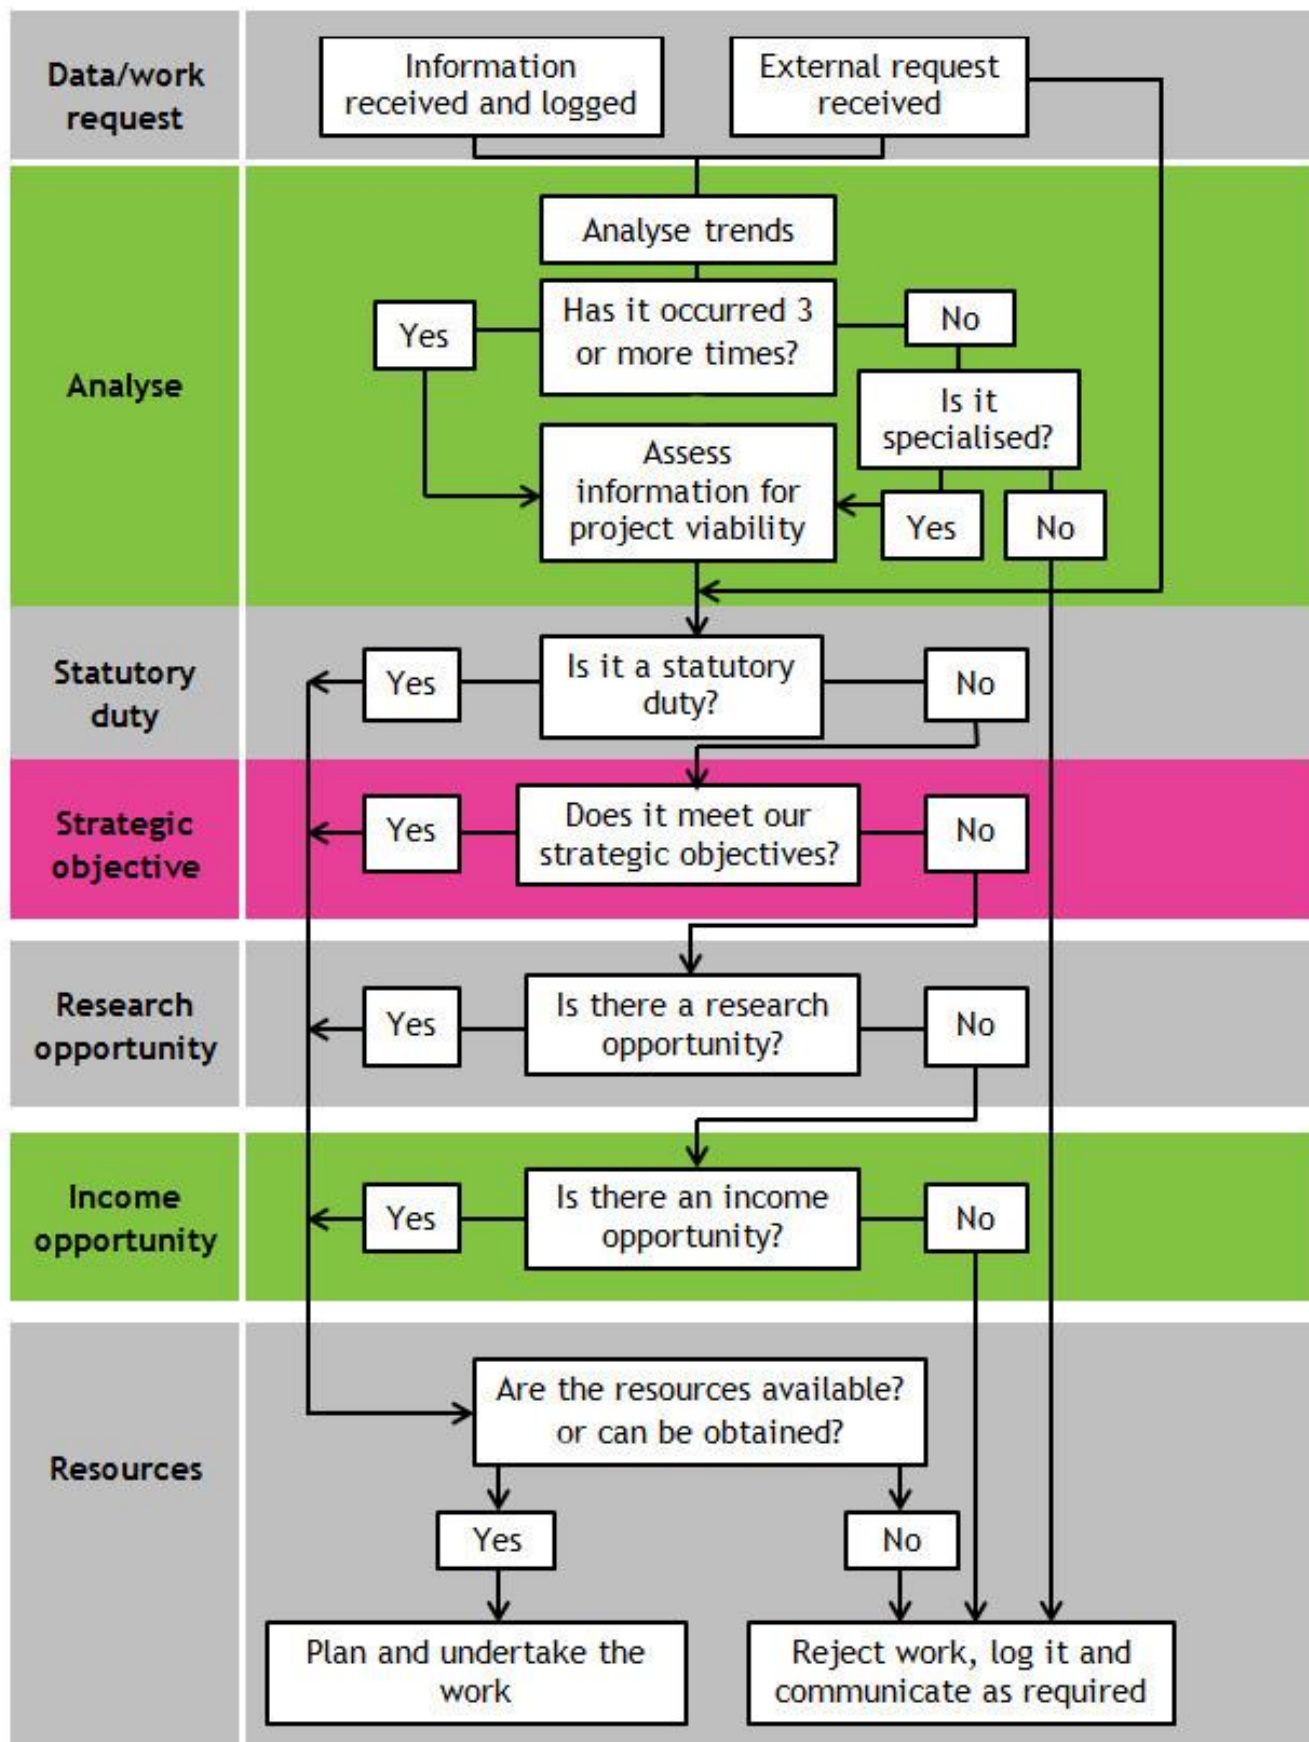 Data/work
request
Information
received and logged
External request
received
Analyse
Analyse trends
Has it occurred 3
or more times?
Yes
No
Is it
specialised?
Assess
information for
project viability
Yes
No
Statutory
duty
Yes
Is it a statutory
duty?
No
Strategic
objective
Yes
Does it meet our
strategic objectives?
No
Research
opportunity
Yes
Is there a research
opportunity?
No
Income
opportunity
Yes
Is there an income
opportunity?
No
Resources
Are the resources available?
or can be obtained?
Yes
No
Plan and undertake the
work
Reject work, log it and
communicate as required